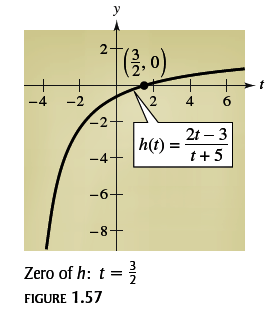 y
2
(3/2, 0)
t
-4 -2 2 4 6
-2
h(t) = (2t – 3)/(t + 5)
-4
-6
-8
Zero of h: t = 3/2
FIGURE 1.57